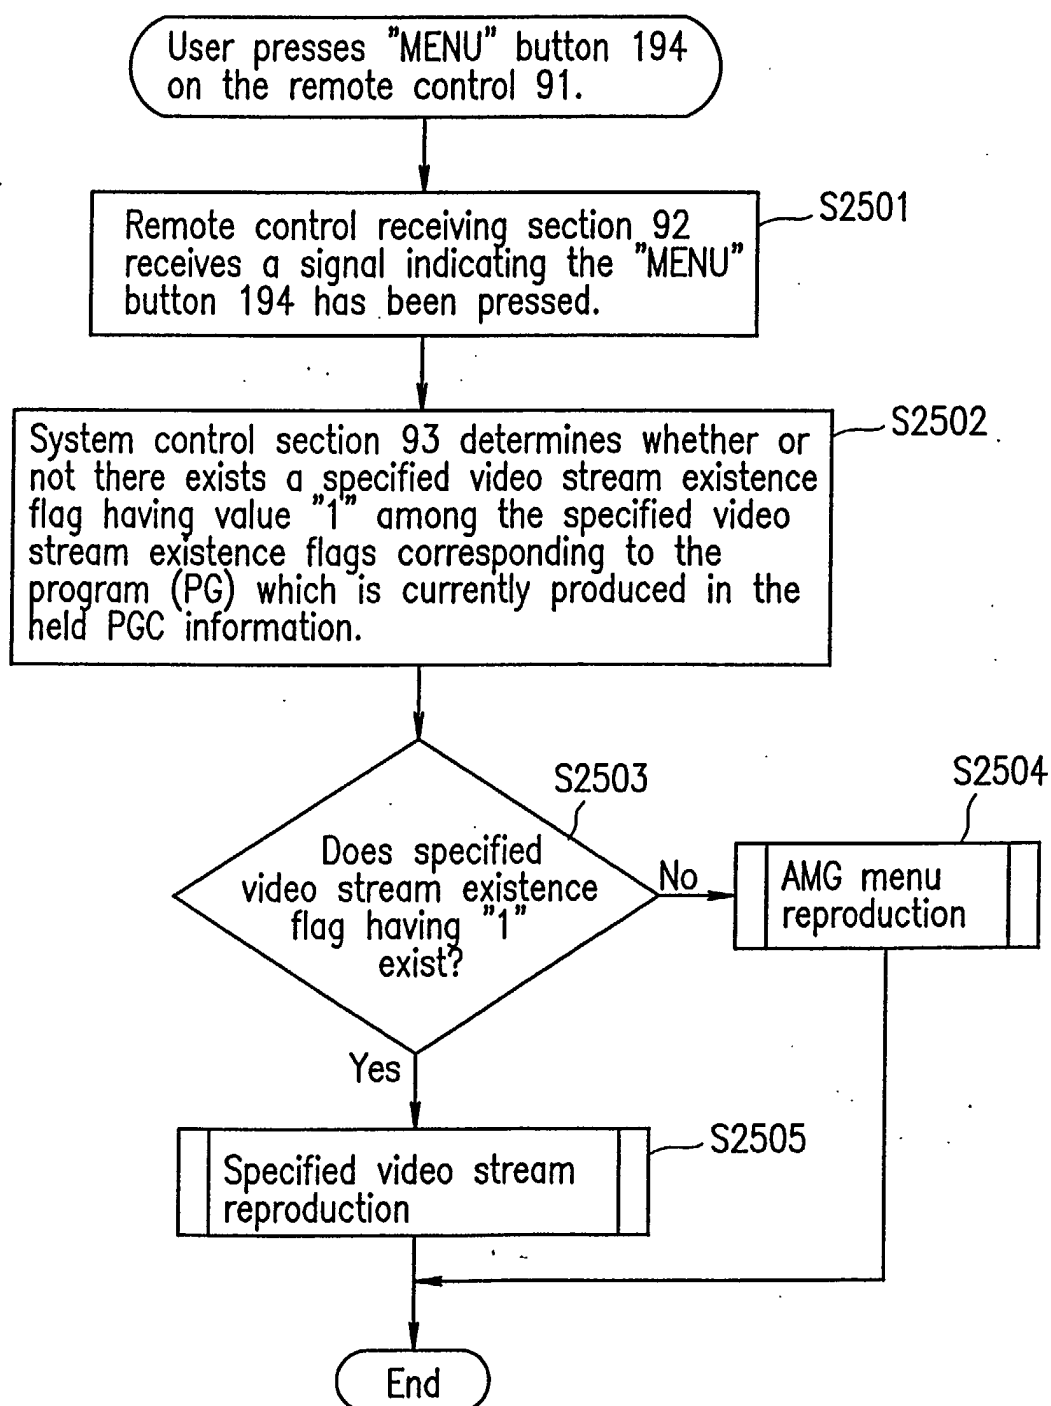 User presses "MENU" button 194
on the remote control 91.
S2501
Remote control receiving section 92
receives a signal indicating the "MENU"
button 194 has been pressed.
S2502
System control section 93 determines whether or
not there exists a specified video stream existence
flag having value "1" among the specified video
stream existence flags corresponding to the
program (PG) which is currently produced in the
held PGC information.
S2503
Does specified
video stream existence
flag having "1"
exist?
No
S2504
AMG menu
reproduction
Yes
S2505
Specified video stream
reproduction
End